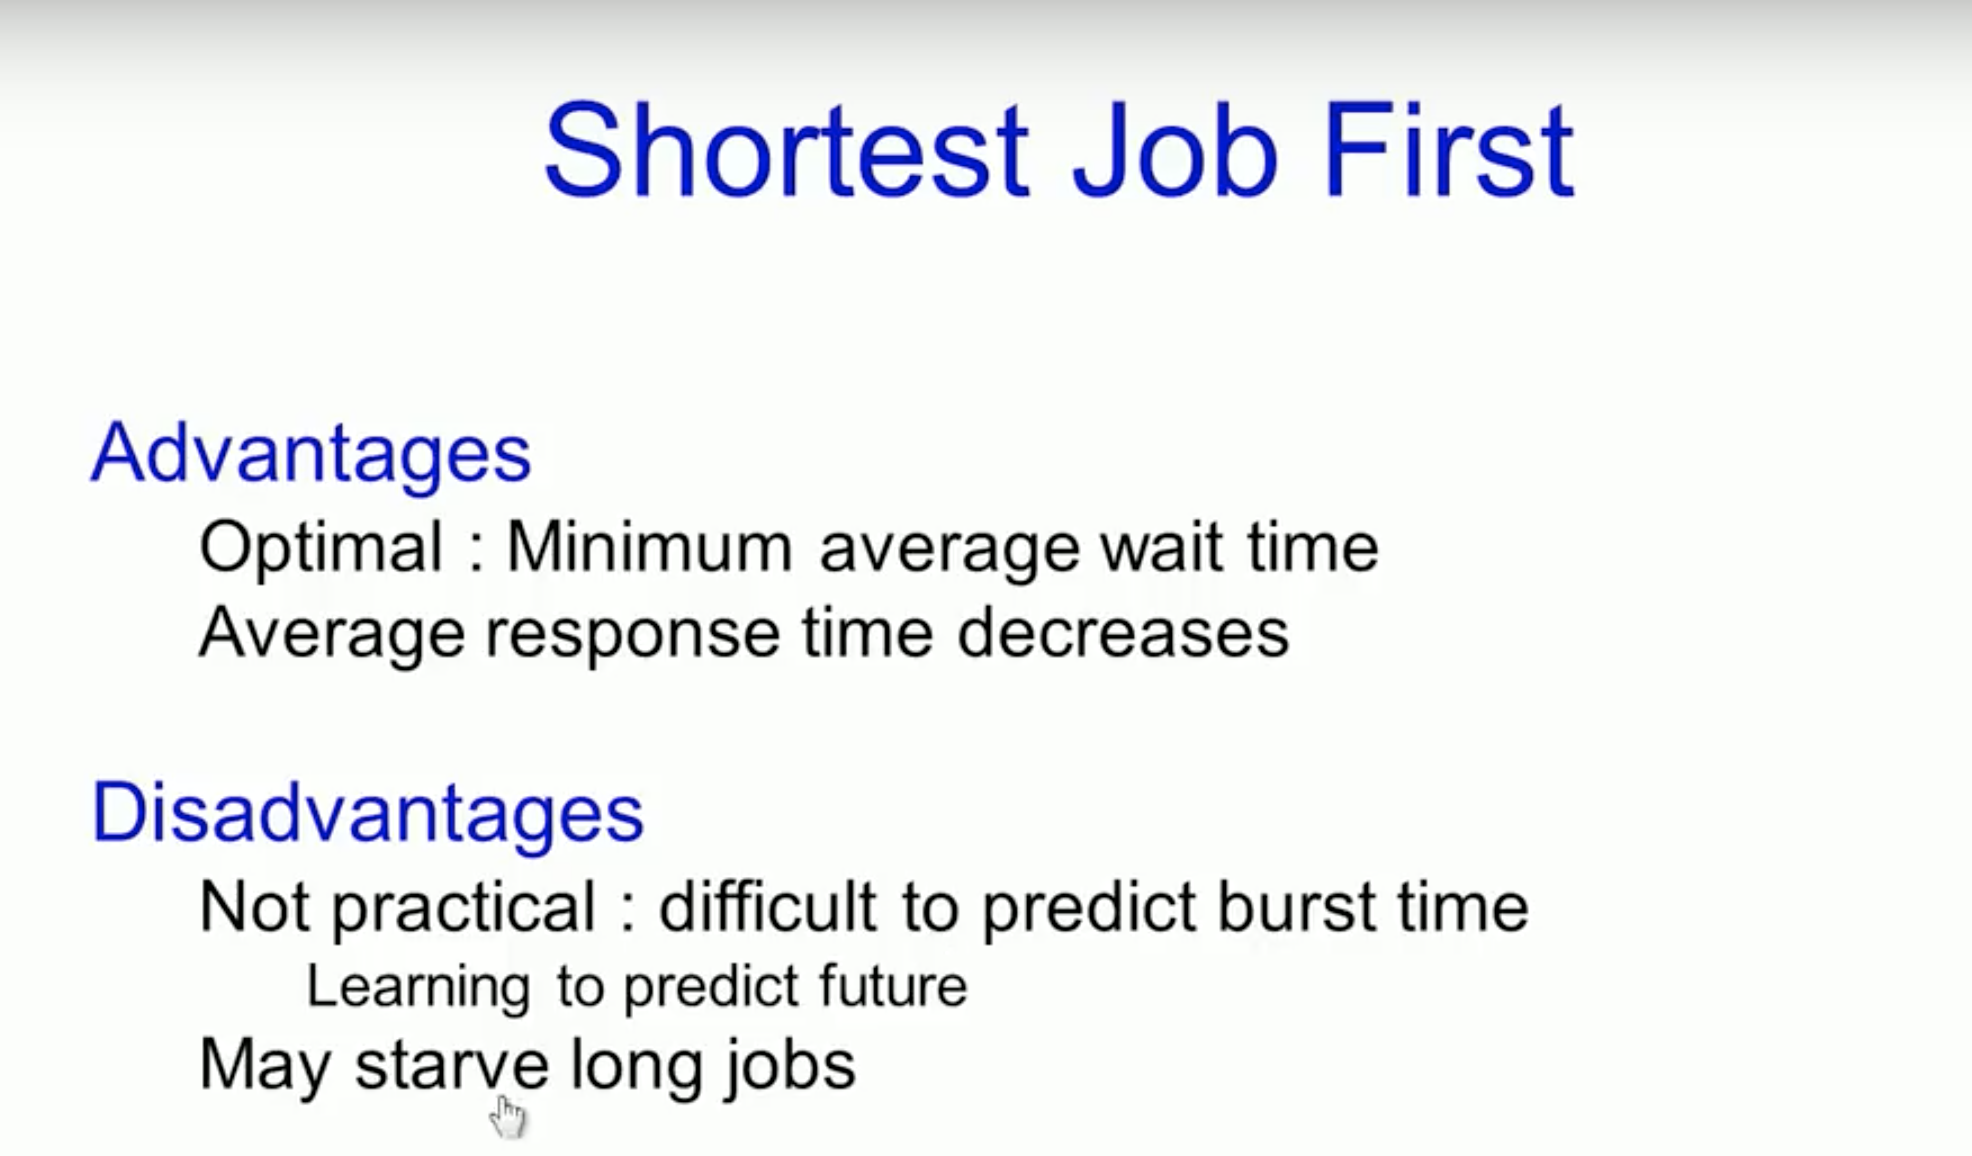 Shortest Job First
Advantages
Optimal : Minimum average wait time
Average response time decreases
Disadvantages
Not practical : difficult to predict burst time
Learning to predict future
May starve long jobs